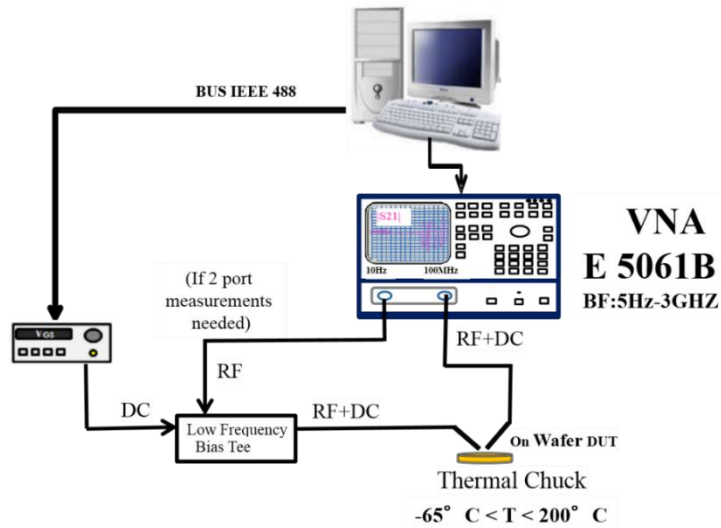 BUS IEEE 488
|S21|
10Hz 100MHz
VNA
E 5061B
BF:5Hz-3GHZ
(If 2 port
measurements
needed)
RF+DC
VGS
RF
DC
RF+DC
Low Frequency
Bias Tee
On Wafer DUT
Thermal Chuck
-65° C < T < 200° C